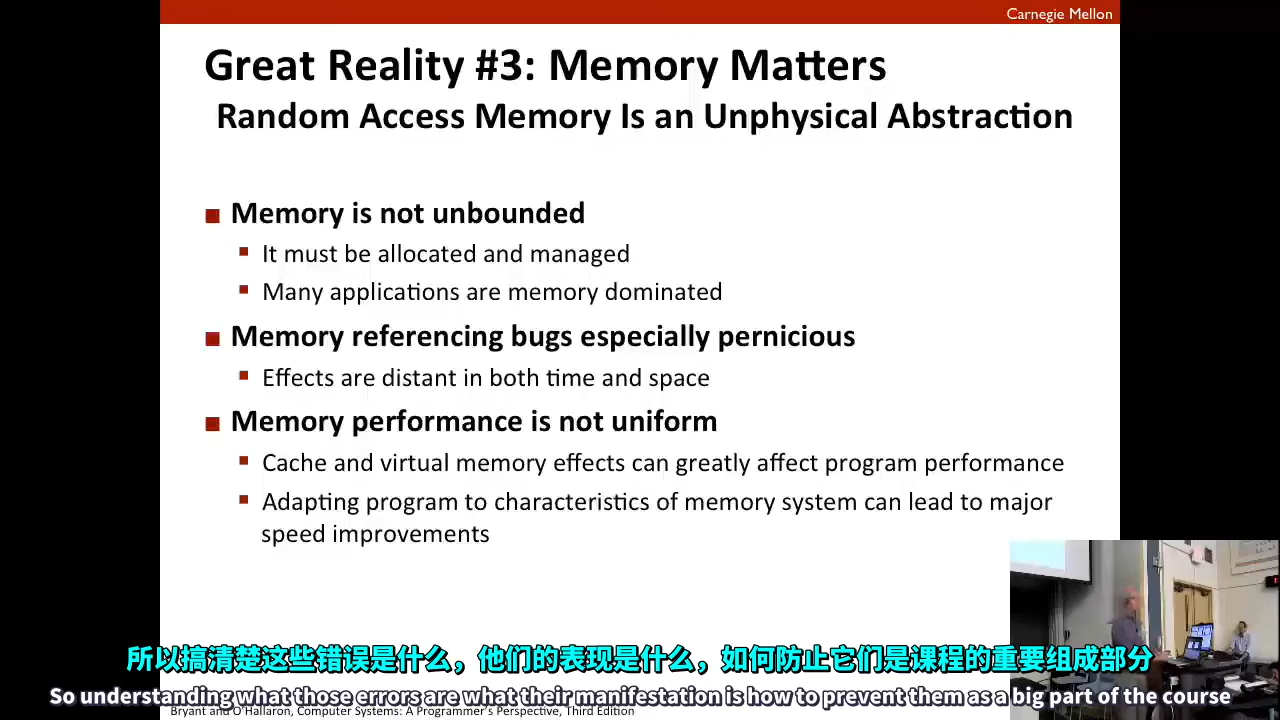 Carnegie Mellon
Great Reality #3: Memory Matters
Random Access Memory Is an Unphysical Abstraction
Memory is not unbounded
It must be allocated and managed
Many applications are memory dominated
Memory referencing bugs especially pernicious
Effects are distant in both time and space
Memory performance is not uniform
Cache and virtual memory effects can greatly affect program performance
Adapting program to characteristics of memory system can lead to major
speed improvements
所以搞清楚这些错误是什么，他们的表现是什么，如何防止它们是课程的重要组成部分
So understanding what those errors are what their manifestation is how to prevent them as a big part of the course
Bryant and O'Hallaron, Computer Systems: A Programmer's Perspective, Third Edition